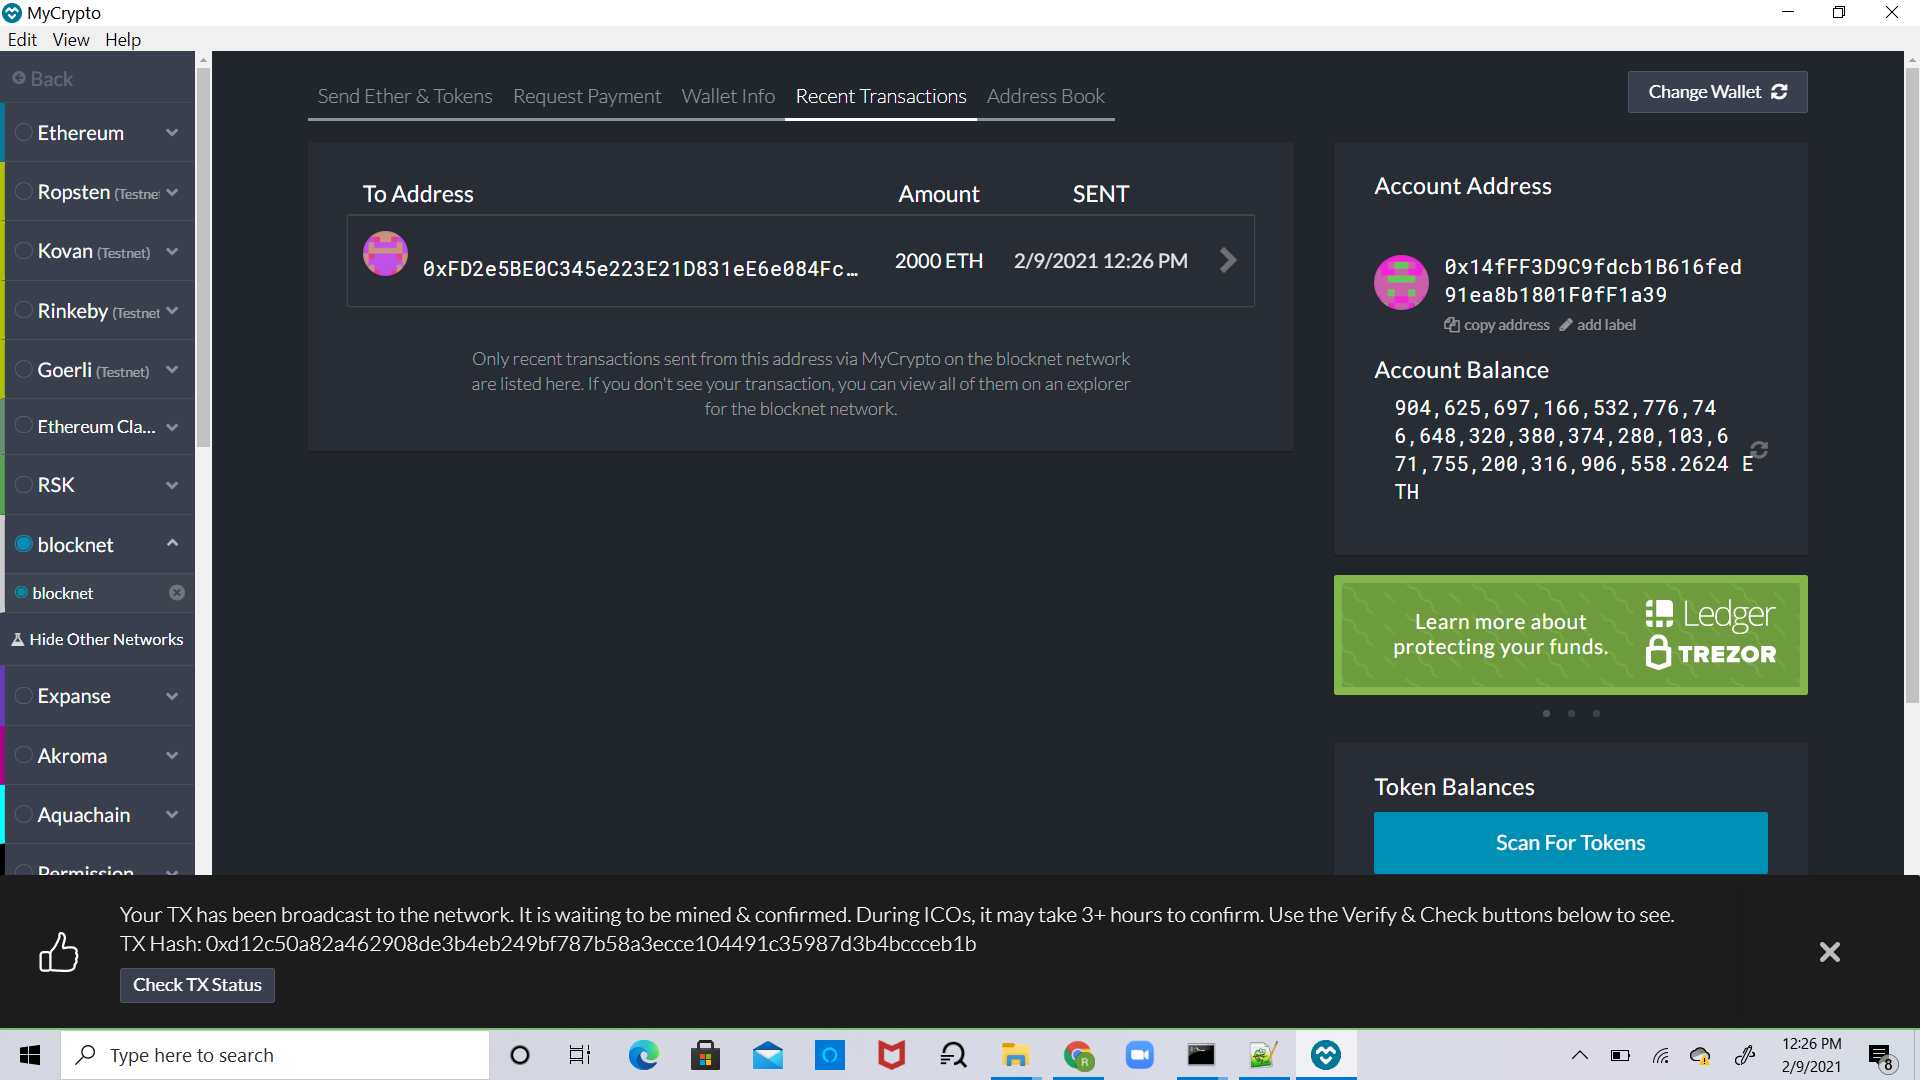 MyCrypto
Edit View Help
Back
Ethereum
Ropsten (Testnet
Kovan (Testnet)
Rinkeby (Testnet
Goerli (Testnet)
Ethereum Cla...
RSK
blocknet
blocknet
Hide Other Networks
Expanse
Akroma
Aquachain
Permission
Send Ether & Tokens Request Payment Wallet Info Recent Transactions Address Book
Change Wallet
To Address Amount SENT
0xFD2e5BE0C345e223E21D831eE6e084Fc… 2000 ETH 2/9/2021 12:26 PM
Only recent transactions sent from this address via MyCrypto on the blocknet network
are listed here. If you don't see your transaction, you can view all of them on an explorer
for the blocknet network.
Account Address
0x14fFF3D9C9fdcb1B616fed
91ea8b1801F0fF1a39
copy address add label
Account Balance
904,625,697,166,532,776,74
6,648,320,380,374,280,103,6
71,755,200,316,906,558.2624 E
TH
Learn more about
protecting your funds.
Ledger
TREZOR
Token Balances
Scan For Tokens
Your TX has been broadcast to the network. It is waiting to be mined & confirmed. During ICOs, it may take 3+ hours to confirm. Use the Verify & Check buttons below to see.
TX Hash: 0xd12c50a82a462908de3b4eb249bf787b58a3ecce104491c35987d3b4bccceb1b
Check TX Status
Type here to search
12:26 PM
2/9/2021
8